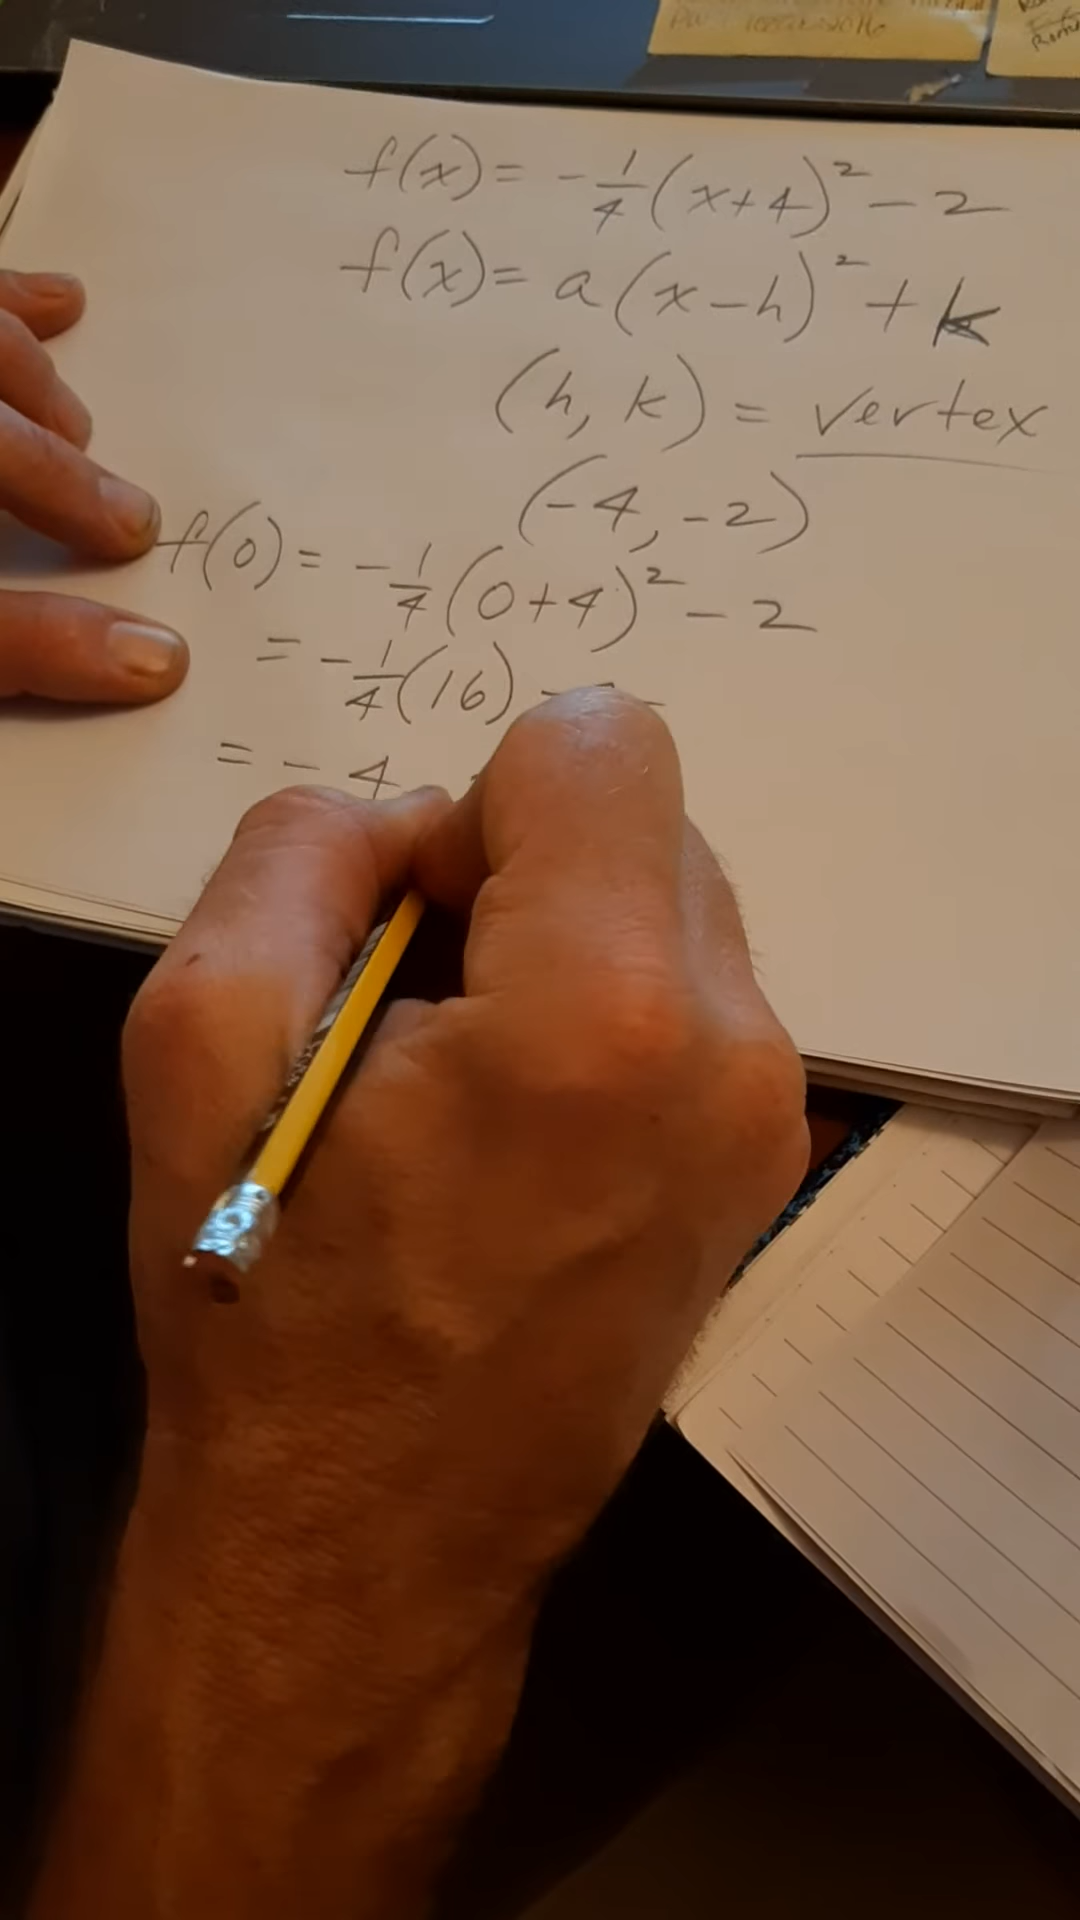 f(x) = -1/4 (x+4)² - 2
f(x) = a(x-h)² + k
(h, k) = vertex
(-4, -2)
f(0) = -1/4 (0+4)² - 2
= -1/4 (16) -
= - 4